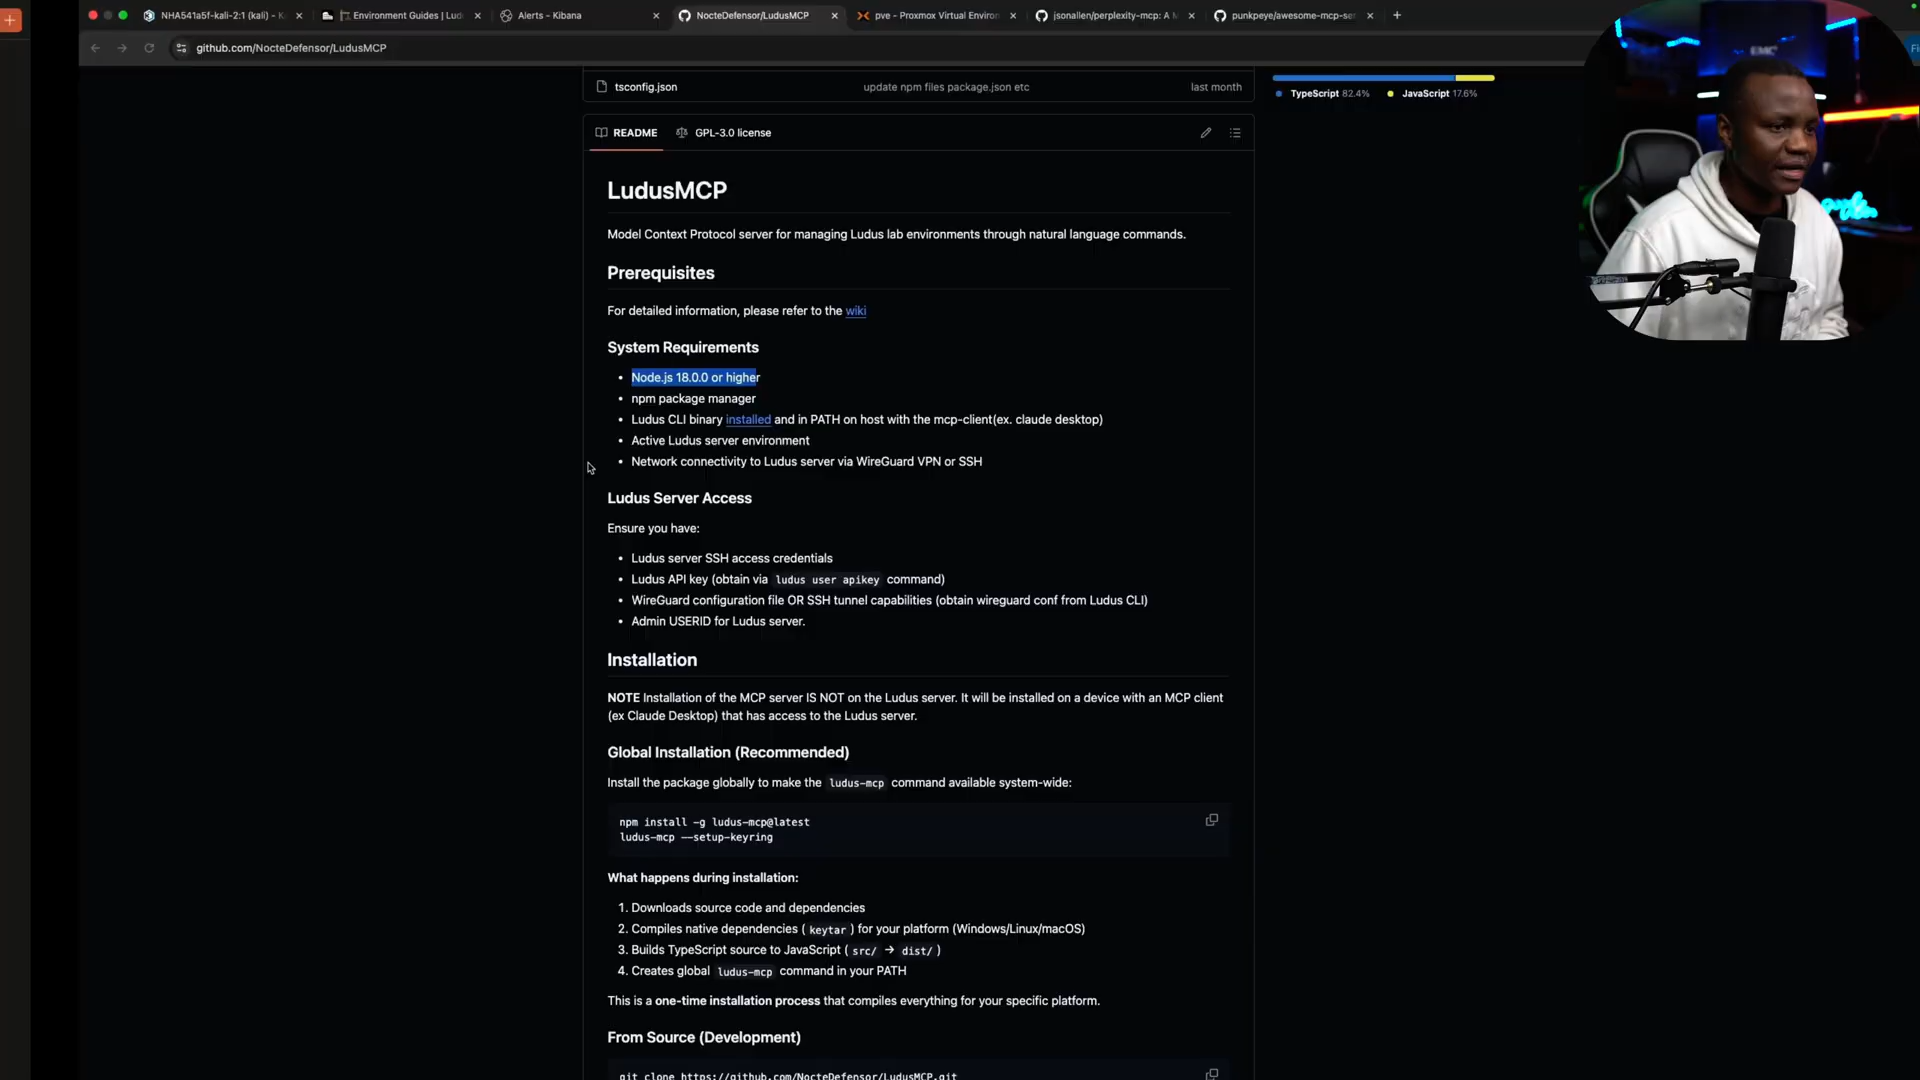 NHA541a5f-kali-2:1 (kali) - K
Environment Guides | Lud
Alerts - Kibana
NocteDefensor/LudusMCP
pve - Proxmox Virtual Environ
jsonallen/perplexity-mcp: A M
punkpeye/awesome-mcp-se
github.com/NocteDefensor/LudusMCP
tsconfig.json update npm files package.json etc last month
TypeScript 82.4% JavaScript 17.6%
README GPL-3.0 license
LudusMCP
Model Context Protocol server for managing Ludus lab environments through natural language commands.
Prerequisites
For detailed information, please refer to the wiki
System Requirements
• Node.js 18.0.0 or higher
• npm package manager
• Ludus CLI binary installed and in PATH on host with the mcp-client(ex. claude desktop)
• Active Ludus server environment
• Network connectivity to Ludus server via WireGuard VPN or SSH
Ludus Server Access
Ensure you have:
• Ludus server SSH access credentials
• Ludus API key (obtain via ludus user apikey command)
• WireGuard configuration file OR SSH tunnel capabilities (obtain wireguard conf from Ludus CLI)
• Admin USERID for Ludus server.
Installation
NOTE Installation of the MCP server IS NOT on the Ludus server. It will be installed on a device with an MCP client
(ex Claude Desktop) that has access to the Ludus server.
Global Installation (Recommended)
Install the package globally to make the ludus-mcp command available system-wide:
npm install -g ludus-mcp@latest
ludus-mcp --setup-keyring
What happens during installation:
1. Downloads source code and dependencies
2. Compiles native dependencies ( keytar ) for your platform (Windows/Linux/macOS)
3. Builds TypeScript source to JavaScript ( src/ → dist/ )
4. Creates global ludus-mcp command in your PATH
This is a one-time installation process that compiles everything for your specific platform.
From Source (Development)
git clone https://github.com/NocteDefensor/LudusMCP.git